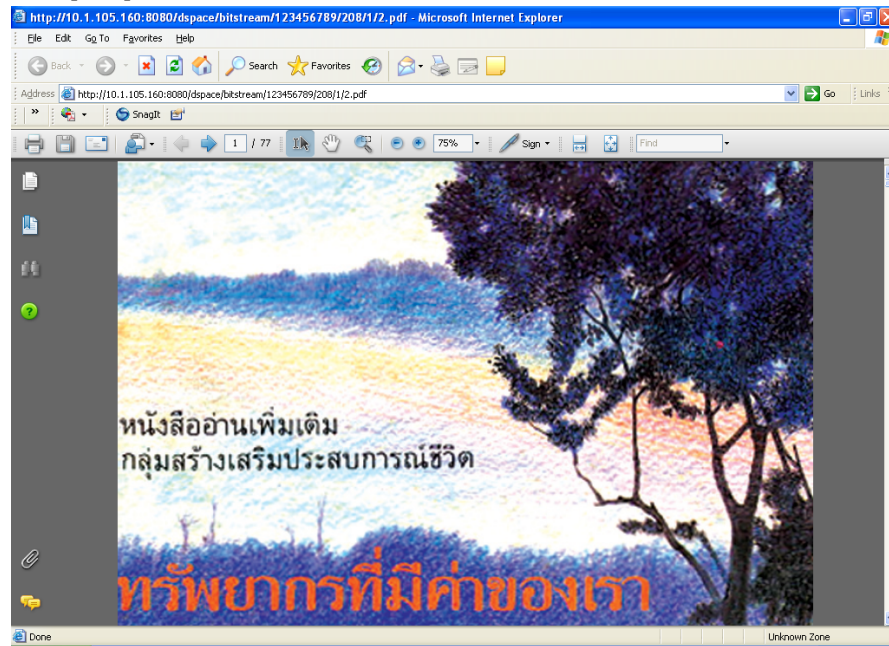 http://10.1.105.160:8080/dspace/bitstream/123456789/208/1/2.pdf - Microsoft Internet Explorer
File Edit Go To Favorites Help
Back Search Favorites
Address http://10.1.105.160:8080/dspace/bitstream/123456789/208/1/2.pdf Go Links
» SnagIt
1 / 77 75% Sign Find
หนังสืออ่านเพิ่มเติม
กลุ่มสร้างเสริมประสบการณ์ชีวิต
ทรัพยากรที่มีค่าของเรา
Done Unknown Zone